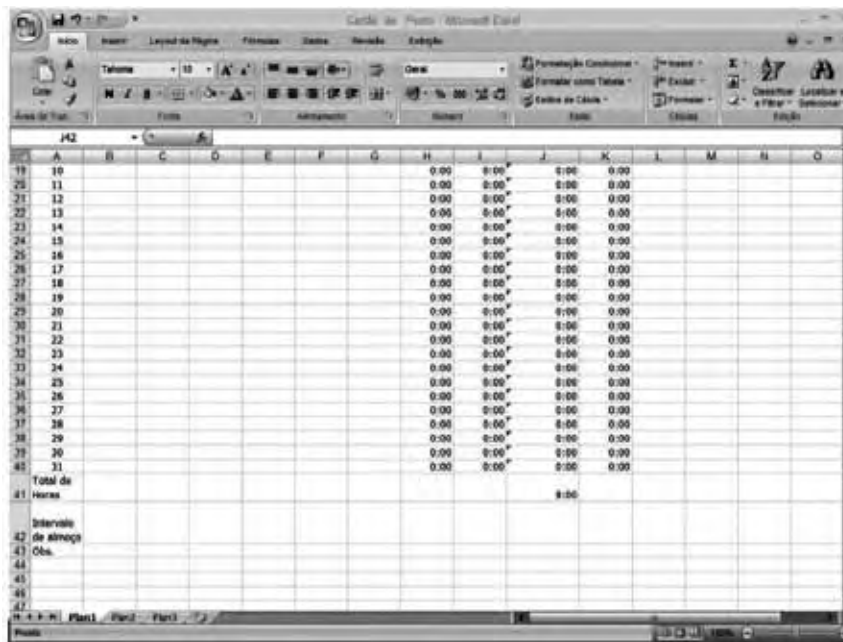 Cartão de Ponto - Microsoft Excel
Início Inserir Layout da Página Fórmulas Dados Revisão Exibição
Tahoma 10 Geral Formatação Condicional Inserir
Colar N I Formatar como Tabela Excluir
% 000 Estilos de Célula Formatar Classificar e Filtrar Localizar e Selecionar
Área de Tran... Fonte Alinhamento Número Estilo Células Edição
J42 fx
A B C D E F G H I J K L M N O
19 10 0:00 0:00 0:00 0:00
20 11 0:00 0:00 0:00 0:00
21 12 0:00 0:00 0:00 0:00
22 13 0:00 0:00 0:00 0:00
23 14 0:00 0:00 0:00 0:00
24 15 0:00 0:00 0:00 0:00
25 16 0:00 0:00 0:00 0:00
26 17 0:00 0:00 0:00 0:00
27 18 0:00 0:00 0:00 0:00
28 19 0:00 0:00 0:00 0:00
29 20 0:00 0:00 0:00 0:00
30 21 0:00 0:00 0:00 0:00
31 22 0:00 0:00 0:00 0:00
32 23 0:00 0:00 0:00 0:00
33 24 0:00 0:00 0:00 0:00
34 25 0:00 0:00 0:00 0:00
35 26 0:00 0:00 0:00 0:00
36 27 0:00 0:00 0:00 0:00
37 28 0:00 0:00 0:00 0:00
38 29 0:00 0:00 0:00 0:00
39 30 0:00 0:00 0:00 0:00
40 31 0:00 0:00 0:00 0:00
Total de
41 Horas 0:00
Intervalo
42 de almoço
43 Obs.
44
45
46
47
Plan1 Plan2 Plan3
Pronto 100%